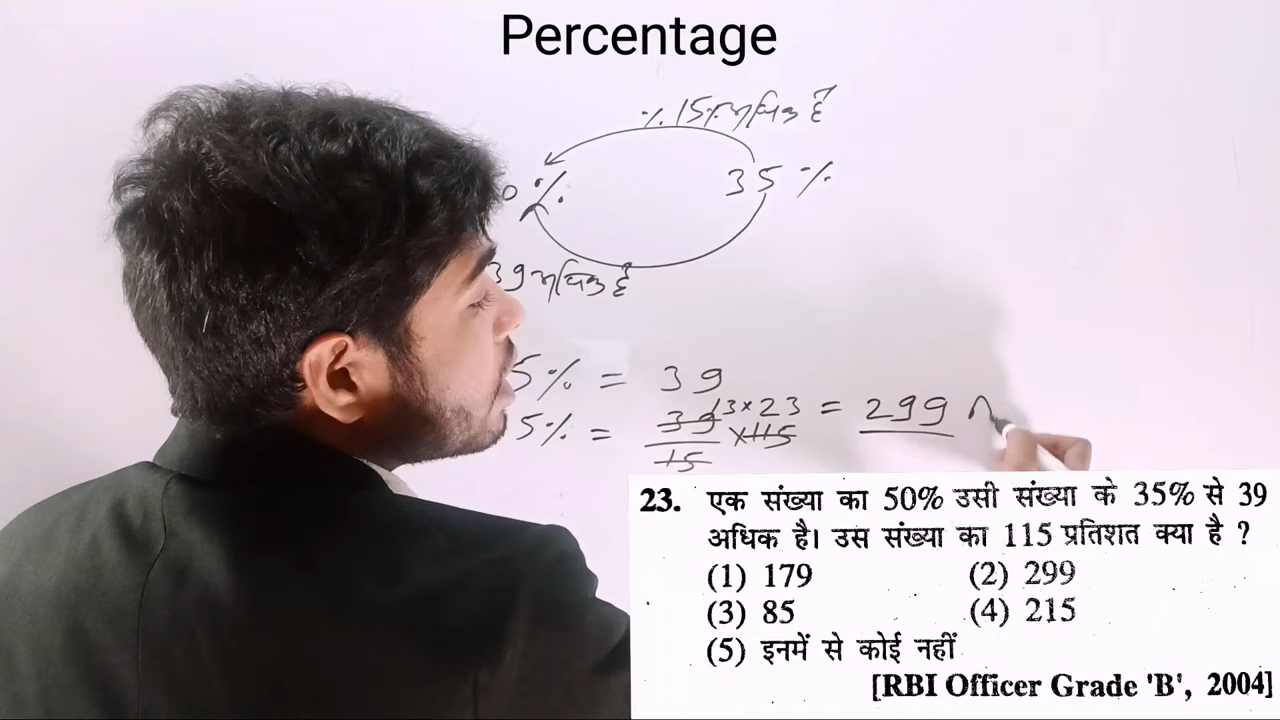 Percentage
% 15% अधिक है
0 % 35 %
39 अधिक है
5% = 39
13×23
5% = 39/15 ×115 = 299
23. एक संख्या का 50% उसी संख्या के 35% से 39
अधिक है। उस संख्या का 115 प्रतिशत क्या है ?
(1) 179 (2) 299
(3) 85 (4) 215
(5) इनमें से कोई नहीं
[RBI Officer Grade 'B', 2004]